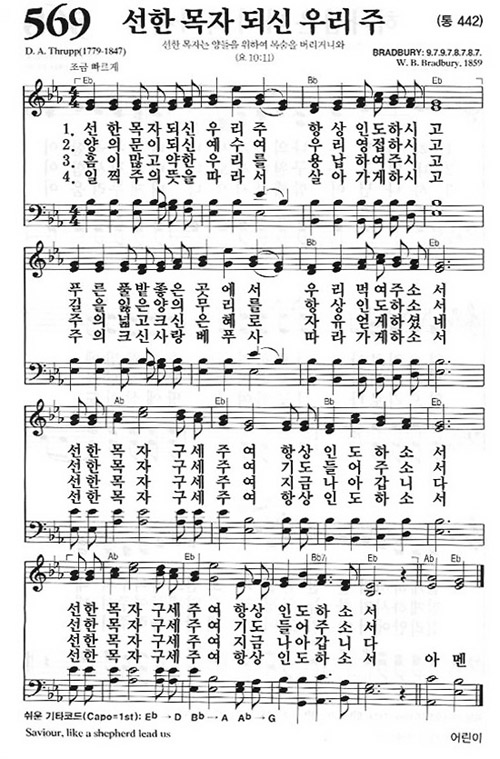 569 선한 목자 되신 우리 주 (통 442)
D. A. Thrupp(1779-1847)
선한 목자는 양들을 위하여 목숨을 버리거니와
(요 10:11)
BRADBURY: 9.7.9.7.8.7.8.7.
W. B. Bradbury, 1859
조금 빠르게
Eb Bb
1. 선 한 목 자 되 신 우 리 주 항 상 인 도 하 시 고
2. 양 의 문 이 되 신 예 수 여 우 리 영 접 하 시 고
3. 흠 이 많 고 약 한 우 리 를 용 납 하 여 주 시 고
4. 일 찍 주 의 뜻 을 따 라 서 살 아 가 게 하 시 고
Bb Eb
푸 른 풀 밭 좋 은 곳 에 서 우 리 먹 여 주 소 서
길 을 잃 은 양 의 무 리 를 항 상 인 도 하 소 서
주 의 넓 고 크 신 은 혜 로 자 유 얻 게 하 셨 네
주 의 크 신 사 랑 베 푸 사 따 라 가 게 하 소 서
Ab Eb Bb Eb
선 한 목 자 구 세 주 여 항 상 인 도 하 소 서
선 한 목 자 구 세 주 여 기 도 들 어 주 소 서
선 한 목 자 구 세 주 여 지 금 나 아 갑 니 다
선 한 목 자 구 세 주 여 항 상 인 도 하 소 서
Ab Eb Bb7 Eb Ab Eb
선 한 목 자 구 세 주 여 항 상 인 도 하 소 서
선 한 목 자 구 세 주 여 기 도 들 어 주 소 서
선 한 목 자 구 세 주 여 지 금 나 아 갑 니 다
선 한 목 자 구 세 주 여 항 상 인 도 하 소 서 아 멘
쉬운 기타코드(Capo=1st): Eb → D Bb → A Ab → G
Saviour, like a shepherd lead us
어린이